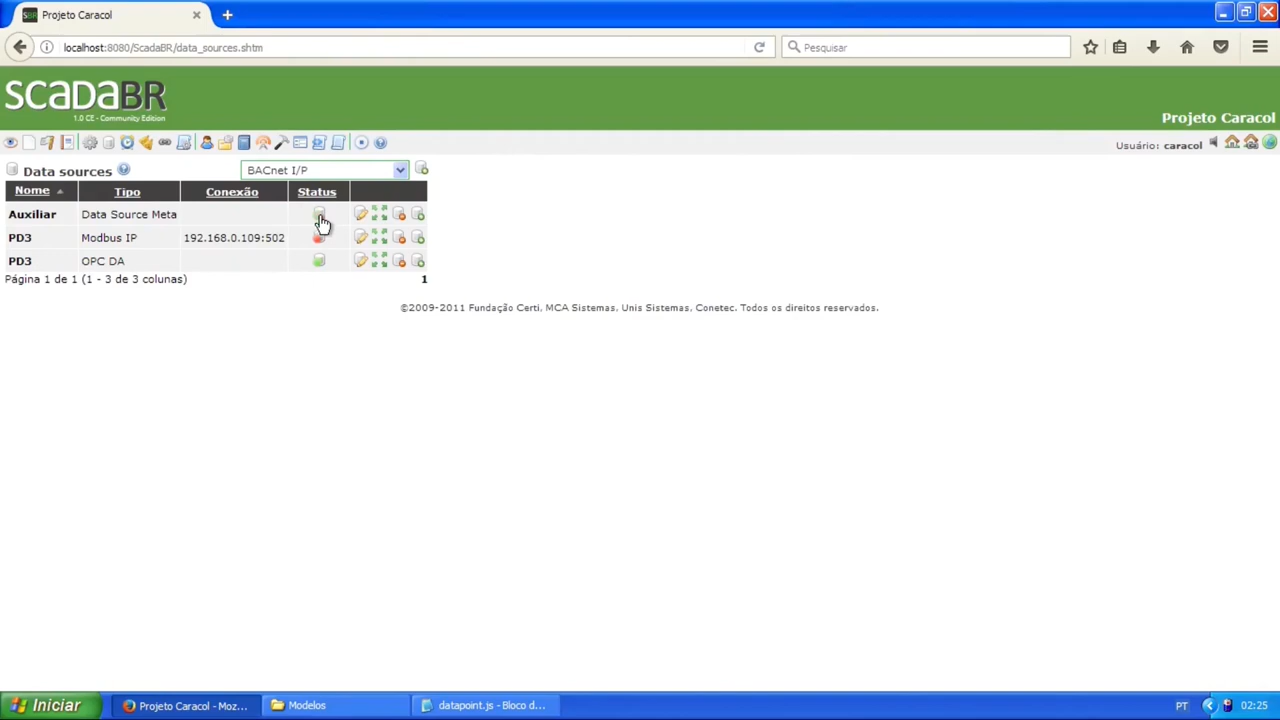 Projeto Caracol
localhost:8080/ScadaBR/data_sources.shtm
Pesquisar
SCADABR
1.0 CE - Community Edition
Projeto Caracol
Usuário: caracol
Data sources
BACnet I/P
Nome Tipo Conexão Status
Auxiliar Data Source Meta
PD3 Modbus IP 192.168.0.109:502
PD3 OPC DA
Página 1 de 1 (1 - 3 de 3 colunas) 1
©2009-2011 Fundação Certi, MCA Sistemas, Unis Sistemas, Conetec. Todos os direitos reservados.
Iniciar Projeto Caracol - Moz... Modelos datapoint.js - Bloco d... PT 02:25